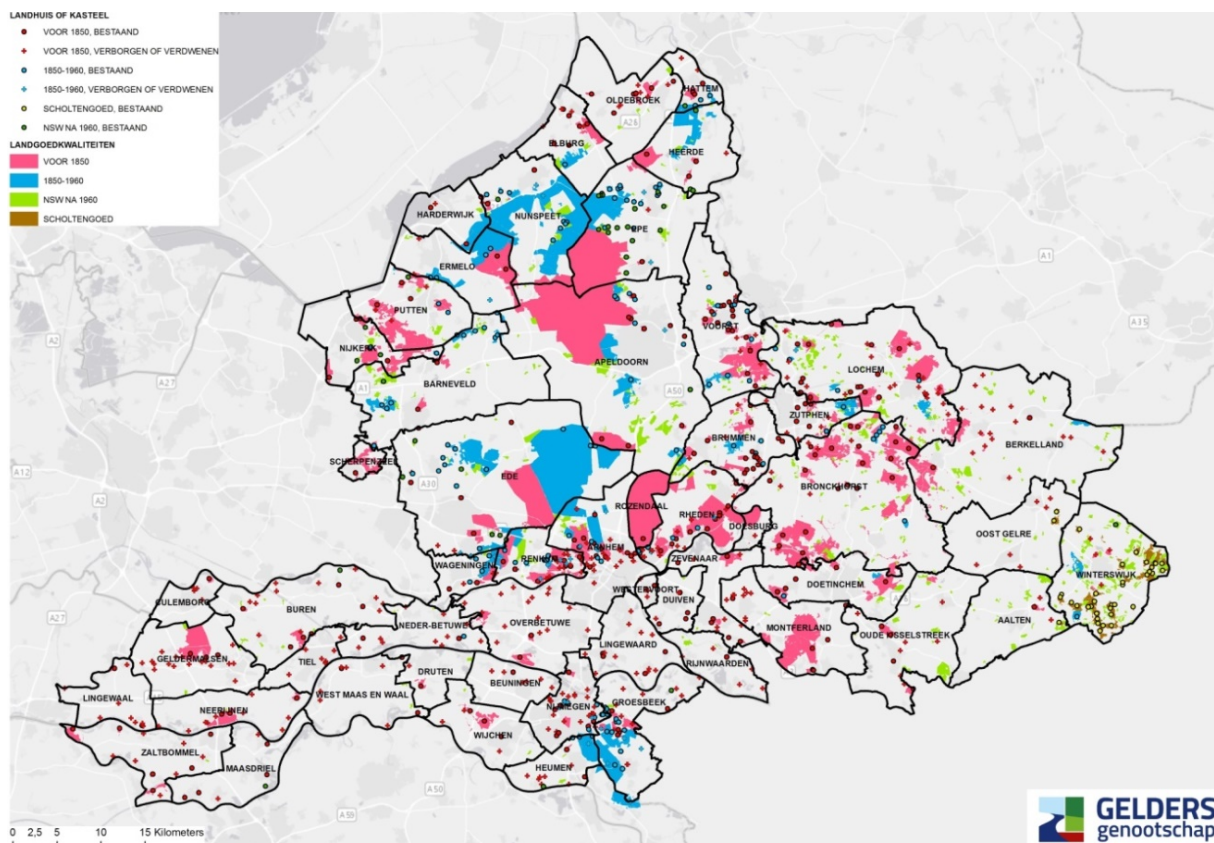 LANDHUIS OF KASTEEL
VOOR 1850, BESTAAND
VOOR 1850, VERBORGEN OF VERDWENEN
1850-1960, BESTAAND
1850-1960, VERBORGEN OF VERDWENEN
SCHOLTENGOED, BESTAAND
NSW NA 1960, BESTAAND
LANDGOEDKWALITEITEN
VOOR 1850
1850-1960
NSW NA 1960
SCHOLTENGOED
HATTEM
OLDEBROEK
A28
ELBURG
HEERDE
HARDERWIJK
NUNSPEET
EPE
A1
ERMELO
PUTTEN
A35
VOORST
A2
NIJKERK
APELDOORN
LOCHEM
A27
A1
BARNEVELD
A50
ZUTPHEN
BRUMMEN
BERKELLAND
SCHERPENZEEL
A12
EDE
A30
BRONCKHORST
A2
ROZENDAAL
RHEDEN
DOESBURG
OOST GELRE
ARNHEM
RENKUM
ZEVENAAR
WAGENINGEN
WINTERSWIJK
DOETINCHEM
WESTERVOORT
DUIVEN
CULEMBORG
BUREN
A27
NEDER-BETUWE
OVERBETUWE
AALTEN
MONTFERLAND
OUDE IJSSELSTREEK
LINGEWAARD
GELDERMALSEN
TIEL
RIJNWAARDEN
DRUTEN
BEUNINGEN
LINGEWAAL
WEST MAAS EN WAAL
GROESBEEK
NEERIJNEN
NIJMEGEN
WIJCHEN
ZALTBOMMEL
MAASDRIEL
HEUMEN
A50
A59
0 2,5 5 10 15 Kilometers
GELDERS
genootschap